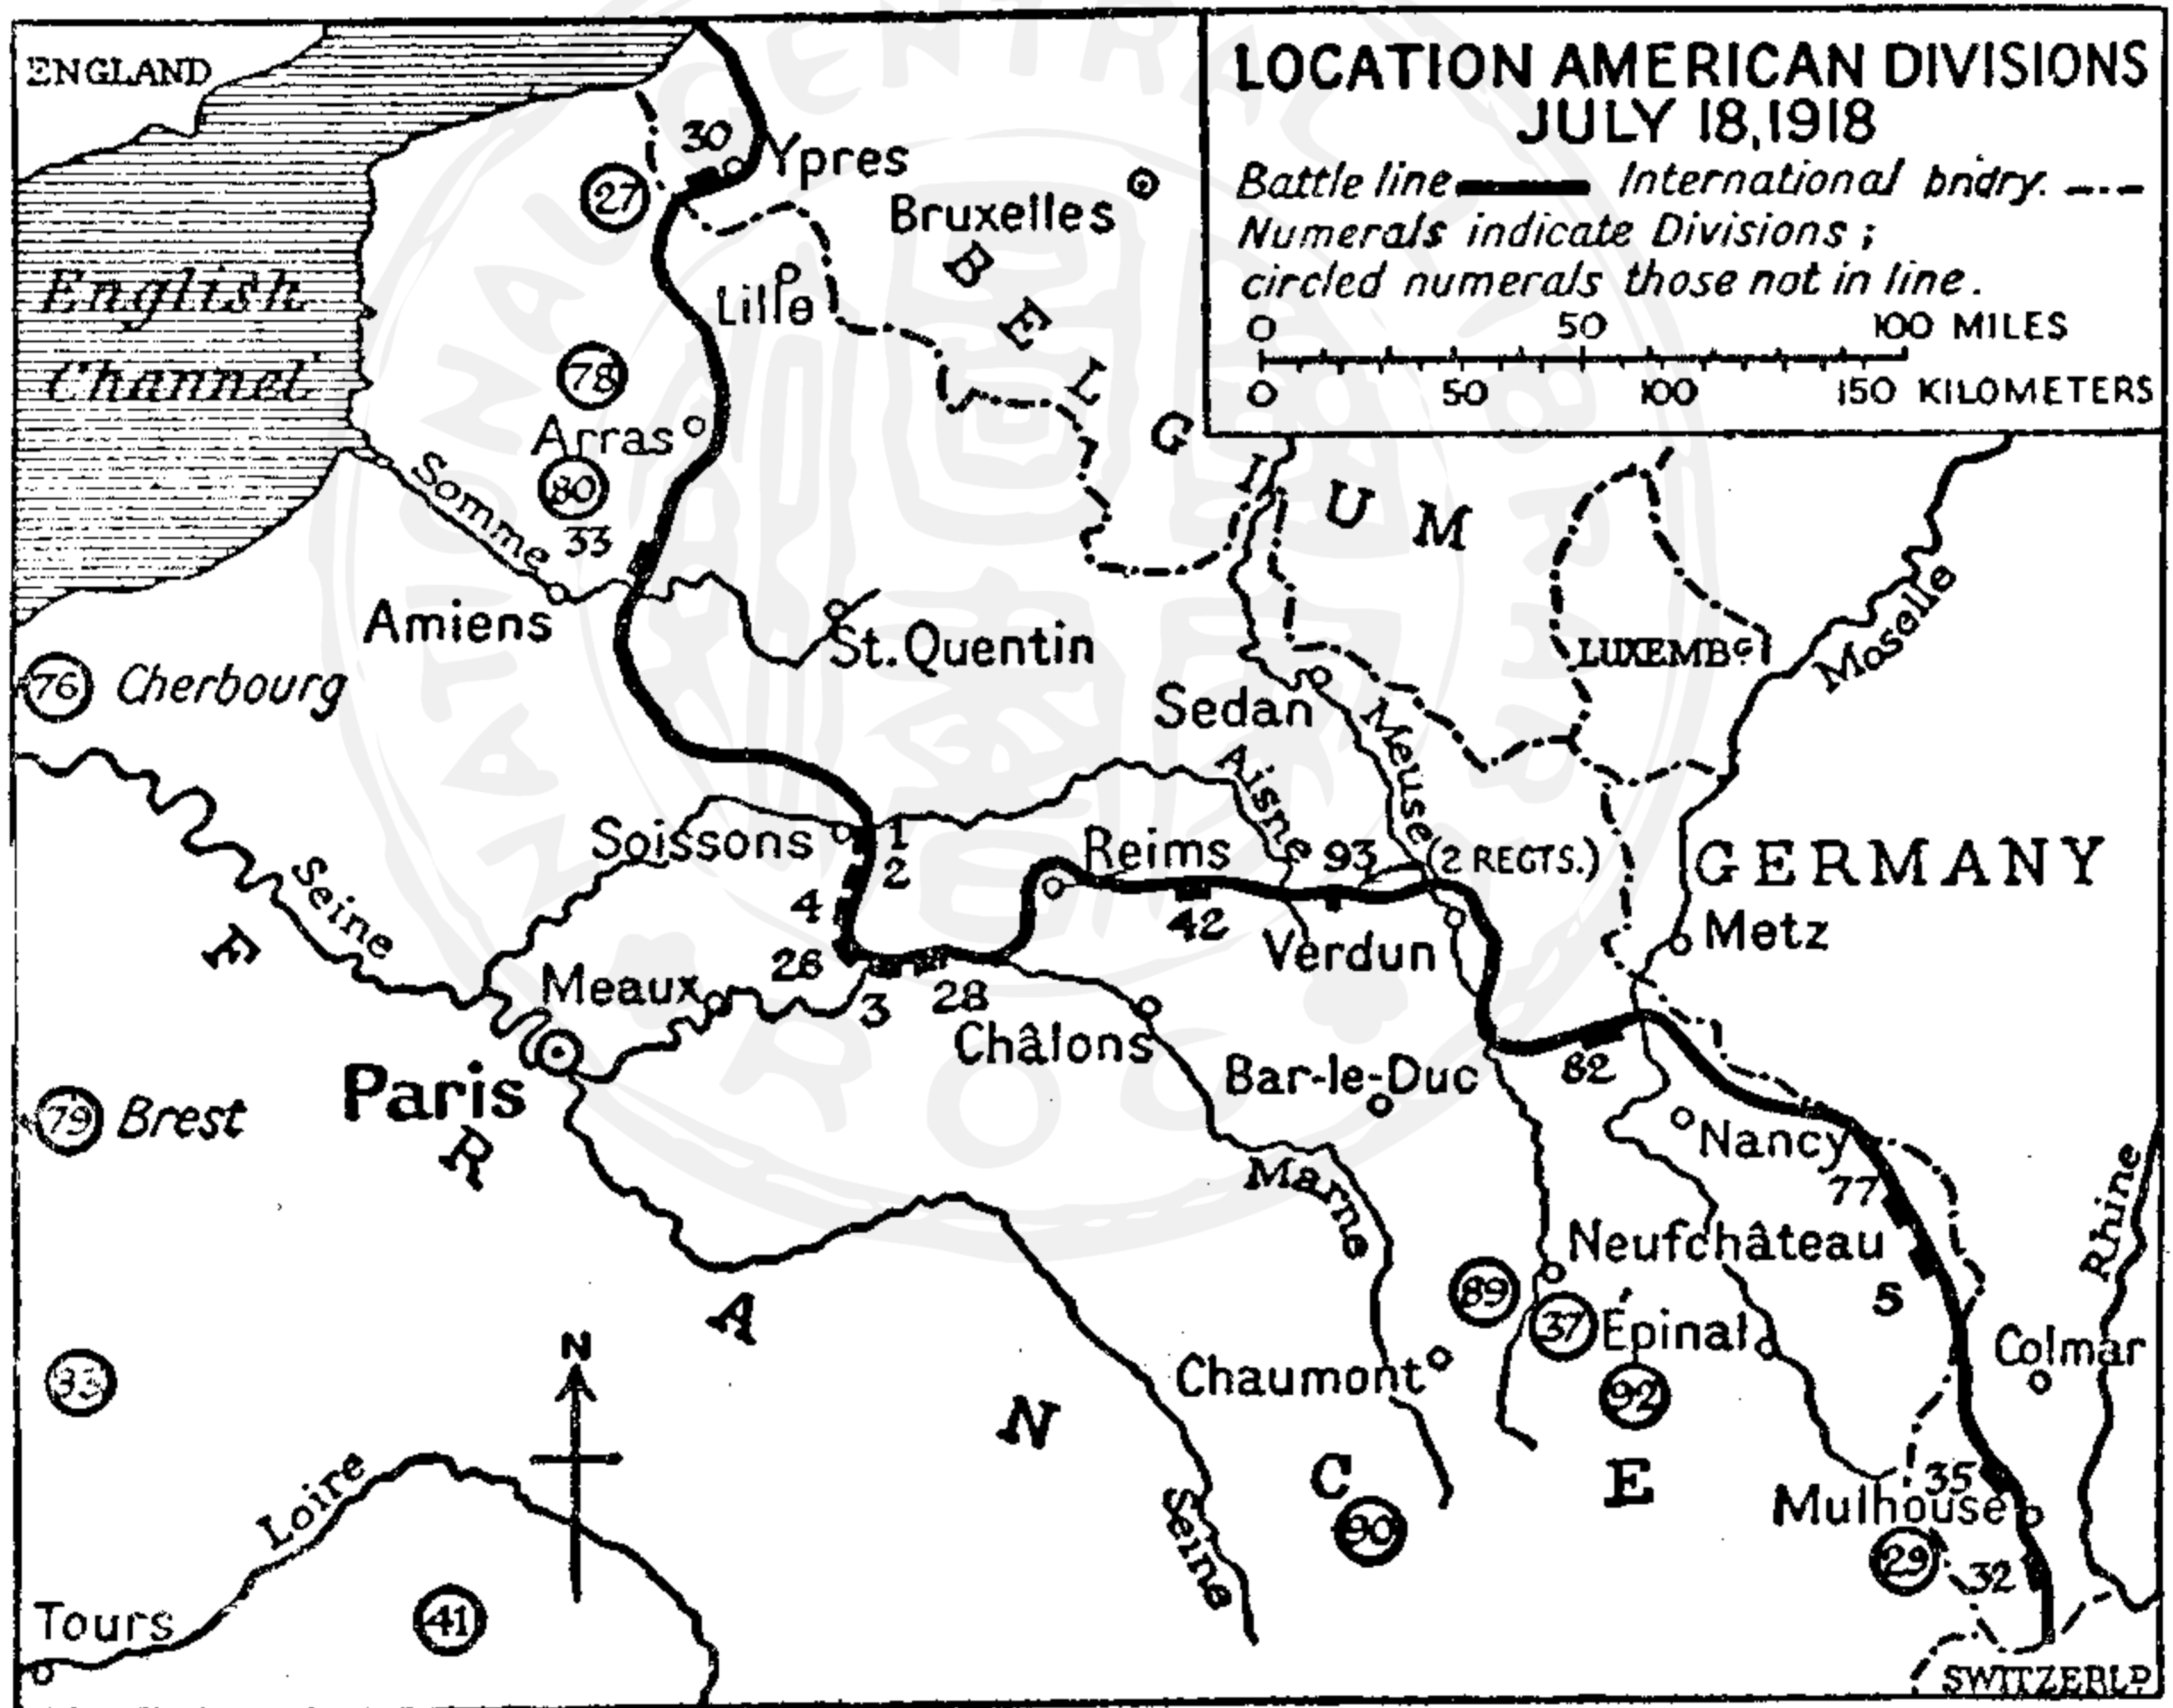 LOCATION AMERICAN DIVISIONS
JULY 18, 1918
Battle line International bndry.
Numerals indicate Divisions ;
circled numerals those not in line.
0 50 100 MILES
0 50 100 150 KILOMETERS
ENGLAND
30
Ypres
27
Bruxelles
BELGIUM
English
Channel
Lille
78
Arras
80
33
Somme
Amiens
St. Quentin
LUXEMBG
Moselle
76 Cherbourg
Sedan
Meuse
Aisne
Soissons
1
2
Reims
93 (2 REGTS.)
GERMANY
Seine
4
42
Verdun
Metz
26
Meaux
3
28
Châlons
Paris
Bar-le-Duc
82
79 Brest
Nancy
Marne
77
Rhine
Neufchâteau
89
5
37
Épinal
Colmar
N
Chaumont
92
FRANCE
Loire
35
Seine
90
Mulhouse
29
32
Tours
41
SWITZERLD
NATIONAL CENTRAL LIBRARY
R O C